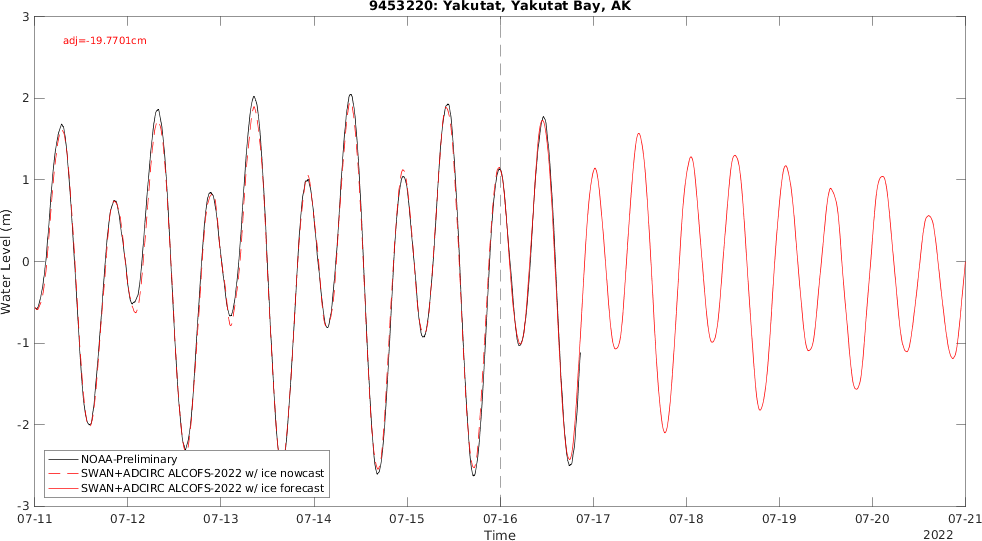 9453220: Yakutat, Yakutat Bay, AK
adj=-19.7701cm
3
2
1
0
-1
-2
-3
Water Level (m)
NOAA-Preliminary
SWAN+ADCIRC ALCOFS-2022 w/ ice nowcast
SWAN+ADCIRC ALCOFS-2022 w/ ice forecast
07-11 07-12 07-13 07-14 07-15 07-16 07-17 07-18 07-19 07-20 07-21
Time
2022